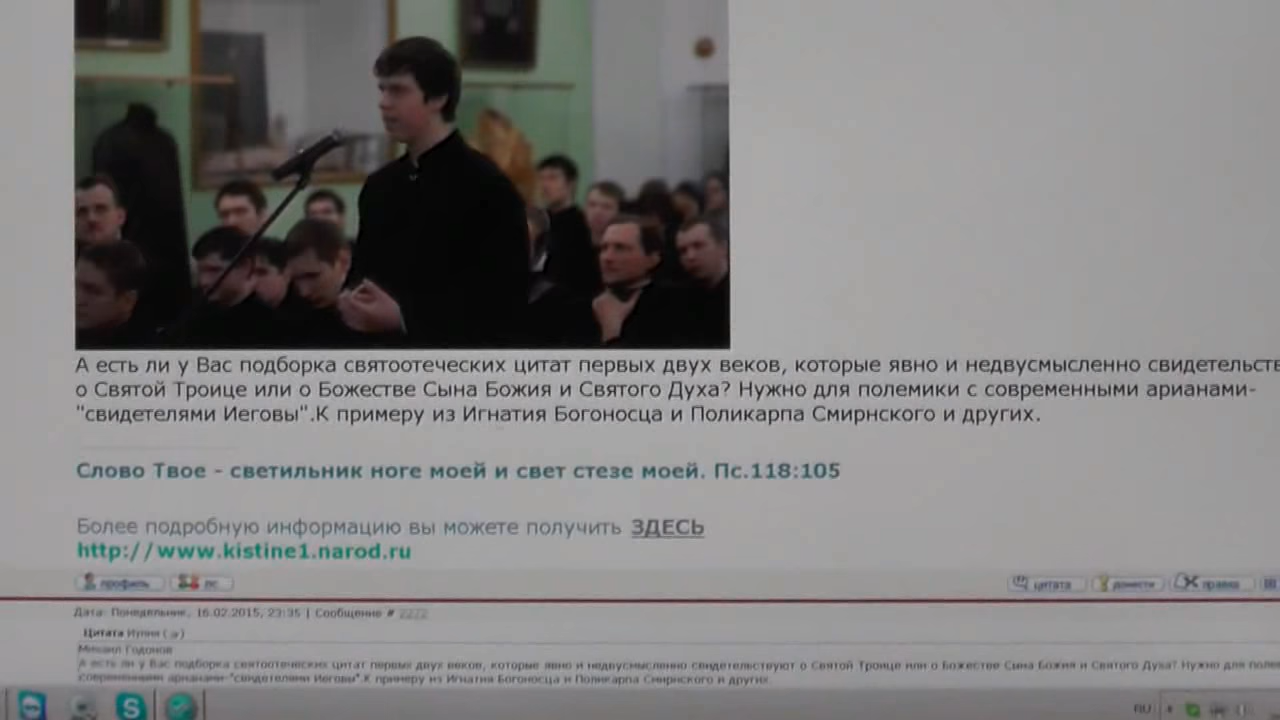 А есть ли у Вас подборка святоотеческих цитат первых двух веков, которые явно и недвусмысленно свидетельств
о Святой Троице или о Божестве Сына Божия и Святого Духа? Нужно для полемики с современными арианами-
"свидетелями Иеговы".К примеру из Игнатия Богоносца и Поликарпа Смирнского и других.
Слово Твое - светильник ноге моей и свет стезе моей. Пс.118:105
Более подробную информацию вы можете получить ЗДЕСЬ
http://www.kistine1.narod.ru
профиль лс цитата правка
Дата: Понедельник, 16.02.2015, 23:35 | Сообщение # 2222
Цитата
Михаил
А есть ли у Вас подборка святоотеческих цитат первых двух веков, которые явно и недвусмысленно свидетельствуют о Святой Троице или о Божестве Сына Божия и Святого Духа? Нужно для
современными арианами-"свидетелями Иеговы".К примеру из Игнатия Богоносца и Поликарпа Смирнского и других.
RU